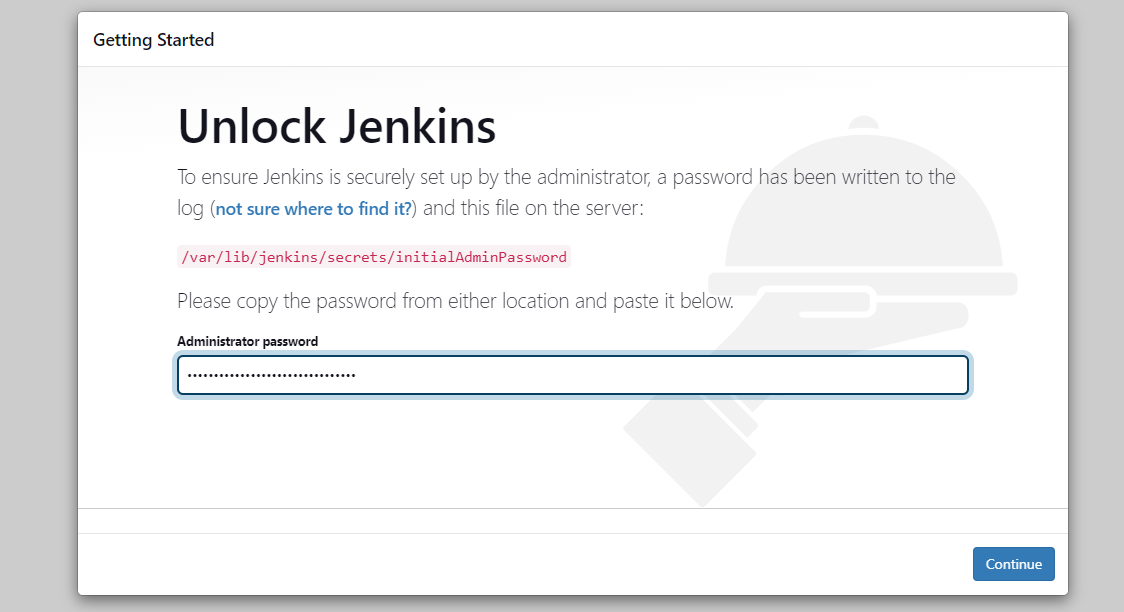 Getting Started
Unlock Jenkins
To ensure Jenkins is securely set up by the administrator, a password has been written to the
log (not sure where to find it?) and this file on the server:
/var/lib/jenkins/secrets/initialAdminPassword
Please copy the password from either location and paste it below.
Administrator password
••••••••••••••••••••••••••••••••
Continue